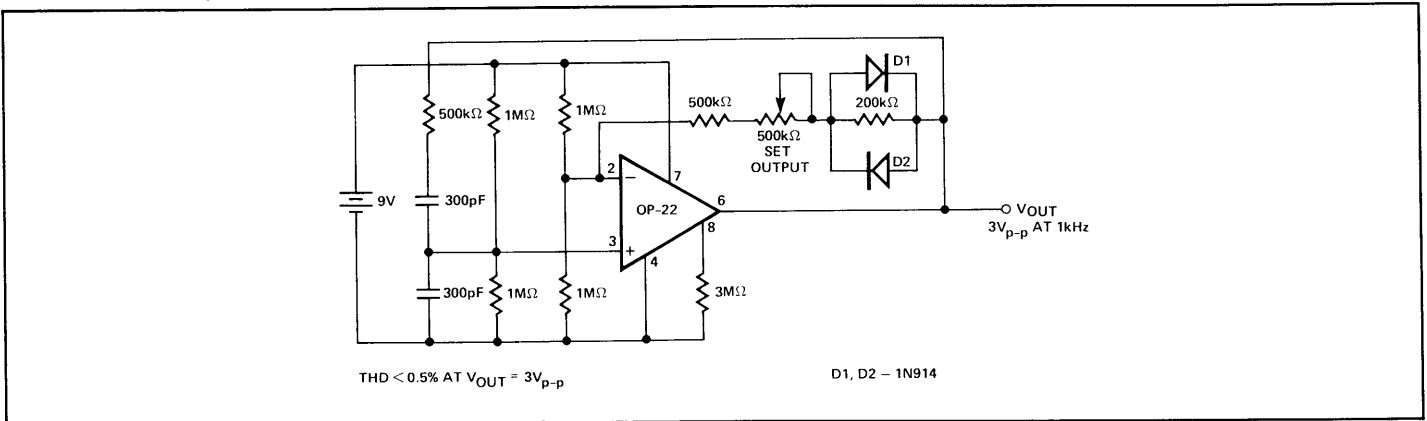 D1
500kΩ
200kΩ
500kΩ
1MΩ
1MΩ
500kΩ
SET
OUTPUT
2
7
D2
−
9V
300pF
OP-22
6
VOUT
3Vp-p AT 1kHz
8
3
+
4
300pF
1MΩ
1MΩ
3MΩ
THD < 0.5% AT VOUT = 3Vp-p
D1, D2 – 1N914